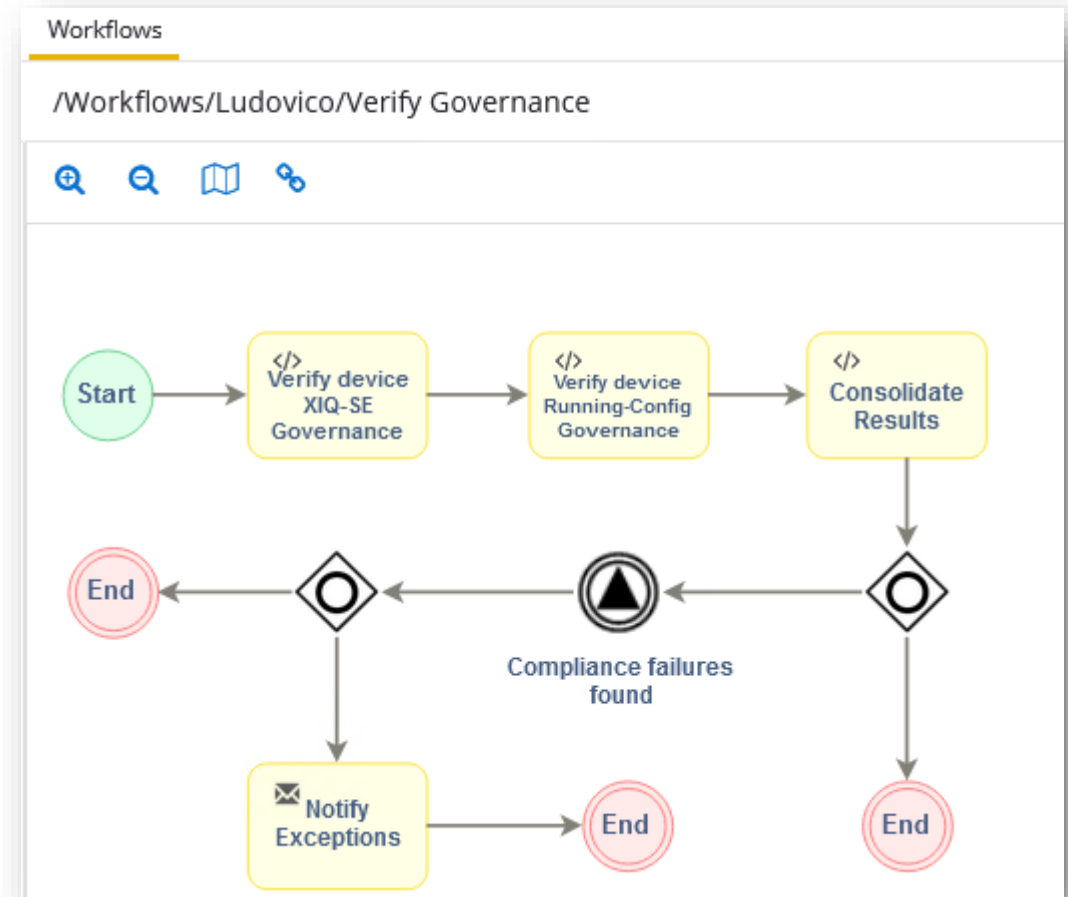 Workflows
/Workflows/Ludovico/Verify Governance
Start
</>
Verify device
XIQ-SE
Governance
</>
Verify device
Running-Config
Governance
</>
Consolidate
Results
End
Compliance failures
found
Notify
Exceptions
End
End